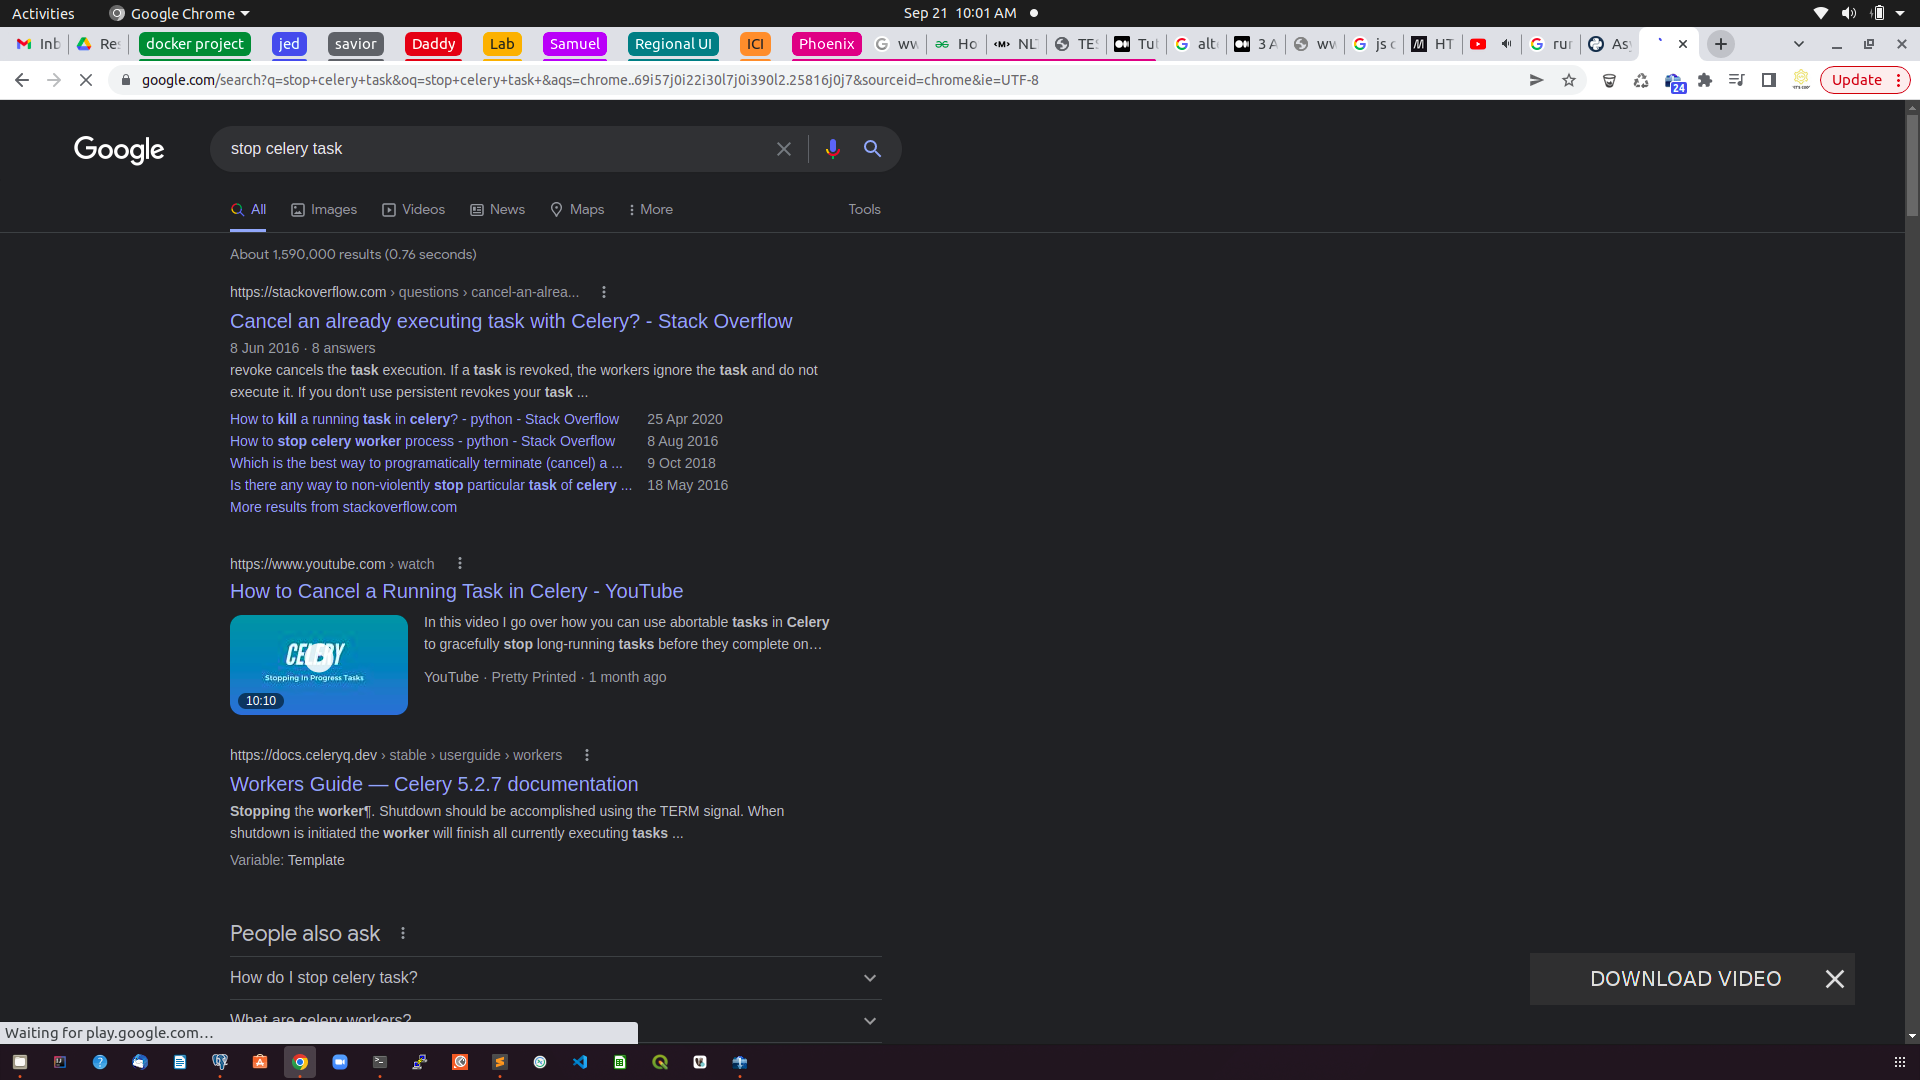 Activities
Google Chrome
Sep 21 10:01 AM
Inb
Res
docker project
jed
savior
Daddy
Lab
Samuel
Regional UI
ICI
Phoenix
ww
Ho
NLT
TES
Tut
alt
3 A
ww
js c
HT
rur
Asy
google.com/search?q=stop+celery+task&oq=stop+celery+task+&aqs=chrome..69i57j0i22i30l7j0i390l2.25816j0j7&sourceid=chrome&ie=UTF-8
24
Update
Google
stop celery task
All
Images
Videos
News
Maps
More
Tools
About 1,590,000 results (0.76 seconds)
https://stackoverflow.com › questions › cancel-an-alrea...
Cancel an already executing task with Celery? - Stack Overflow
8 Jun 2016 · 8 answers
revoke cancels the task execution. If a task is revoked, the workers ignore the task and do not
execute it. If you don't use persistent revokes your task ...
How to kill a running task in celery? - python - Stack Overflow 25 Apr 2020
How to stop celery worker process - python - Stack Overflow 8 Aug 2016
Which is the best way to programatically terminate (cancel) a ... 9 Oct 2018
Is there any way to non-violently stop particular task of celery ... 18 May 2016
More results from stackoverflow.com
https://www.youtube.com › watch
How to Cancel a Running Task in Celery - YouTube
CELERY
Stopping In Progress Tasks
10:10
In this video I go over how you can use abortable tasks in Celery
to gracefully stop long-running tasks before they complete on…
YouTube · Pretty Printed · 1 month ago
https://docs.celeryq.dev › stable › userguide › workers
Workers Guide — Celery 5.2.7 documentation
Stopping the worker¶. Shutdown should be accomplished using the TERM signal. When
shutdown is initiated the worker will finish all currently executing tasks ...
Variable: Template
People also ask
How do I stop celery task?
What are celery workers?
DOWNLOAD VIDEO
Waiting for play.google.com…